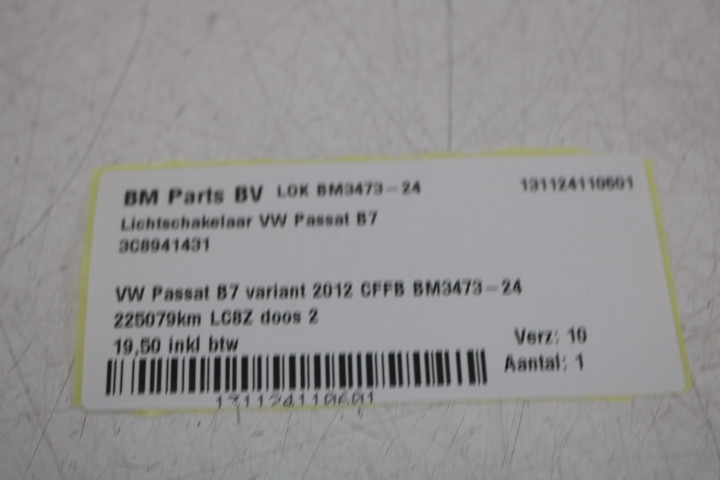 BM Parts BV LOK BM3473-24 131124110601
Lichtschakelaar VW Passat B7
3C8941431
VW Passat B7 variant 2012 CFFB BM3473-24
225079km LC8Z doos 2
19,50 inkl btw
Verz: 10
Aantal: 1
131124110601